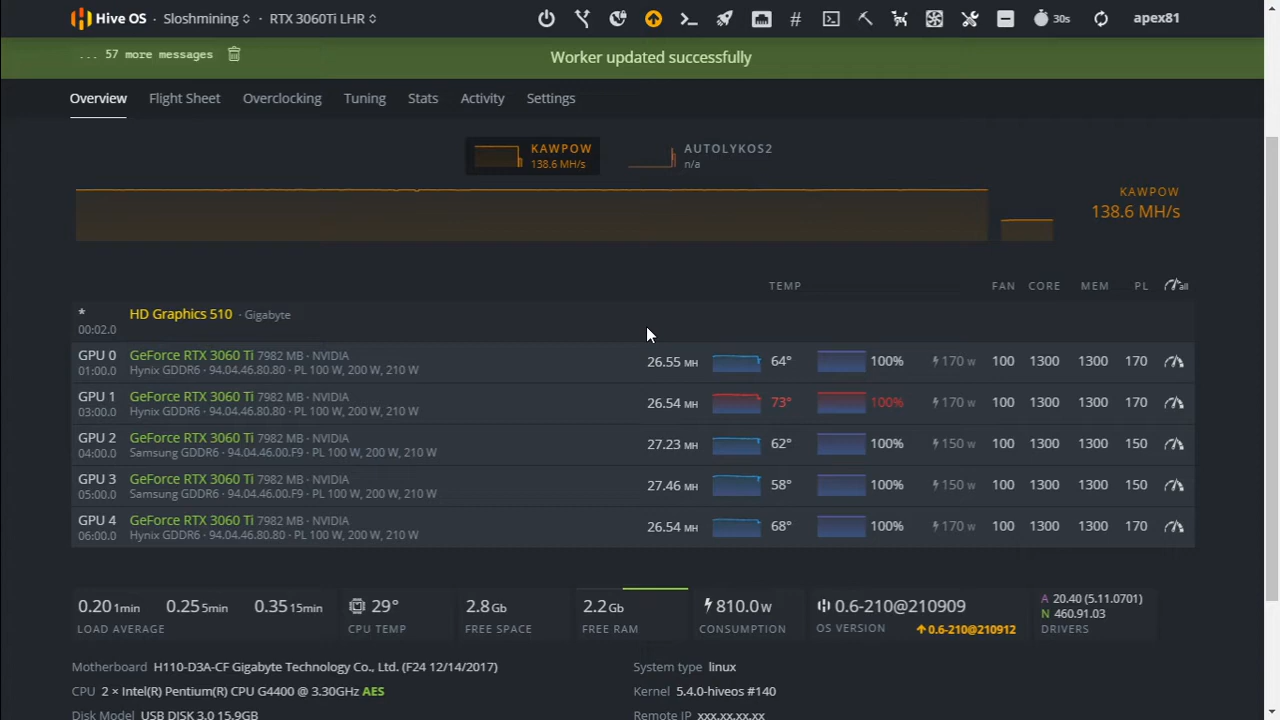 Hive OS Sloshmining RTX 3060Ti LHR # 30s apex81
... 57 more messages Worker updated successfully
Overview Flight Sheet Overclocking Tuning Stats Activity Settings
KAWPOW AUTOLYKOS2
138.6 MH/s n/a
KAWPOW
138.6 MH/s
TEMP FAN CORE MEM PL all
* HD Graphics 510 · Gigabyte
00:02.0
GPU 0 GeForce RTX 3060 Ti 7982 MB · NVIDIA 26.55 MH 64° 100% 170 W 100 1300 1300 170
01:00.0 Hynix GDDR6 · 94.04.46.80.80 · PL 100 W, 200 W, 210 W
GPU 1 GeForce RTX 3060 Ti 7982 MB · NVIDIA 26.54 MH 73° 100% 170 W 100 1300 1300 170
03:00.0 Hynix GDDR6 · 94.04.46.80.80 · PL 100 W, 200 W, 210 W
GPU 2 GeForce RTX 3060 Ti 7982 MB · NVIDIA 27.23 MH 62° 100% 150 W 100 1300 1300 150
04:00.0 Samsung GDDR6 · 94.04.46.00.F9 · PL 100 W, 200 W, 210 W
GPU 3 GeForce RTX 3060 Ti 7982 MB · NVIDIA 27.46 MH 58° 100% 150 W 100 1300 1300 150
05:00.0 Samsung GDDR6 · 94.04.46.00.F9 · PL 100 W, 200 W, 210 W
GPU 4 GeForce RTX 3060 Ti 7982 MB · NVIDIA 26.54 MH 68° 100% 170 W 100 1300 1300 170
06:00.0 Hynix GDDR6 · 94.04.46.80.80 · PL 100 W, 200 W, 210 W
0.20 1min 0.25 5min 0.35 15min 29° 2.8 Gb 2.2 Gb 810.0 W 0.6-210@210909 A 20.40 (5.11.0701)
N 460.91.03
LOAD AVERAGE CPU TEMP FREE SPACE FREE RAM CONSUMPTION OS VERSION 0.6-210@210912 DRIVERS
Motherboard H110-D3A-CF Gigabyte Technology Co., Ltd. (F24 12/14/2017) System type linux
CPU 2 × Intel(R) Pentium(R) CPU G4400 @ 3.30GHz AES Kernel 5.4.0-hiveos #140
Disk Model USB DISK 3.0 15.9GB Remote IP xxx.xx.xx.xx